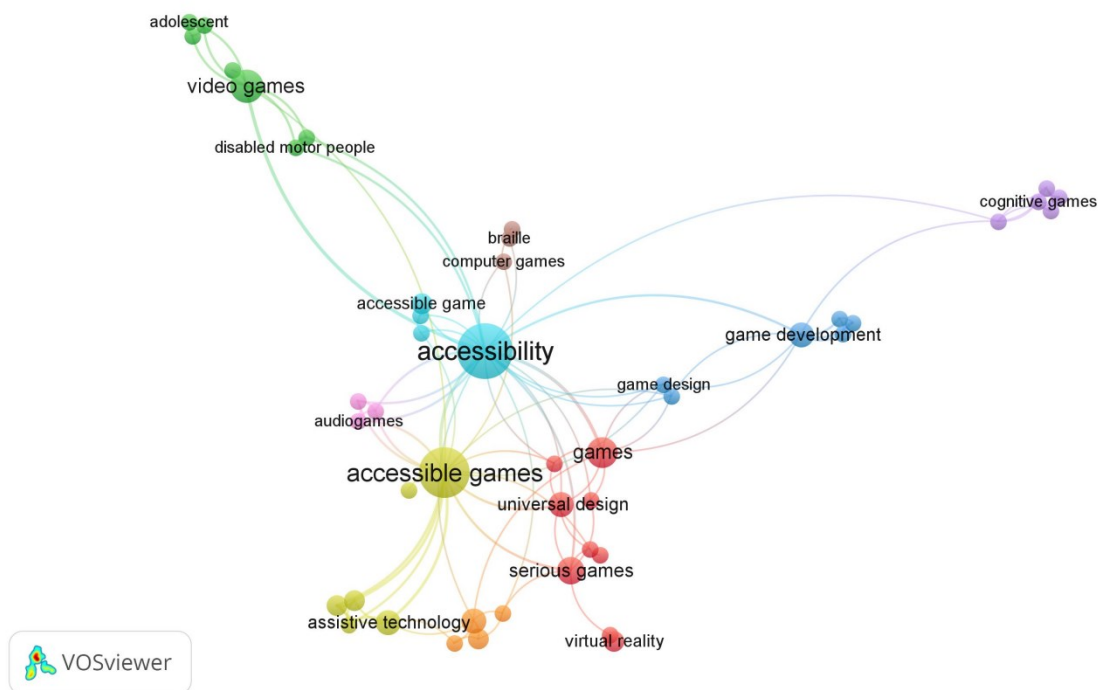 adolescent
video games
disabled motor people
cognitive games
braille
computer games
accessible game
game development
accessibility
game design
audiogames
games
accessible games
universal design
serious games
assistive technology
virtual reality
VOSviewer